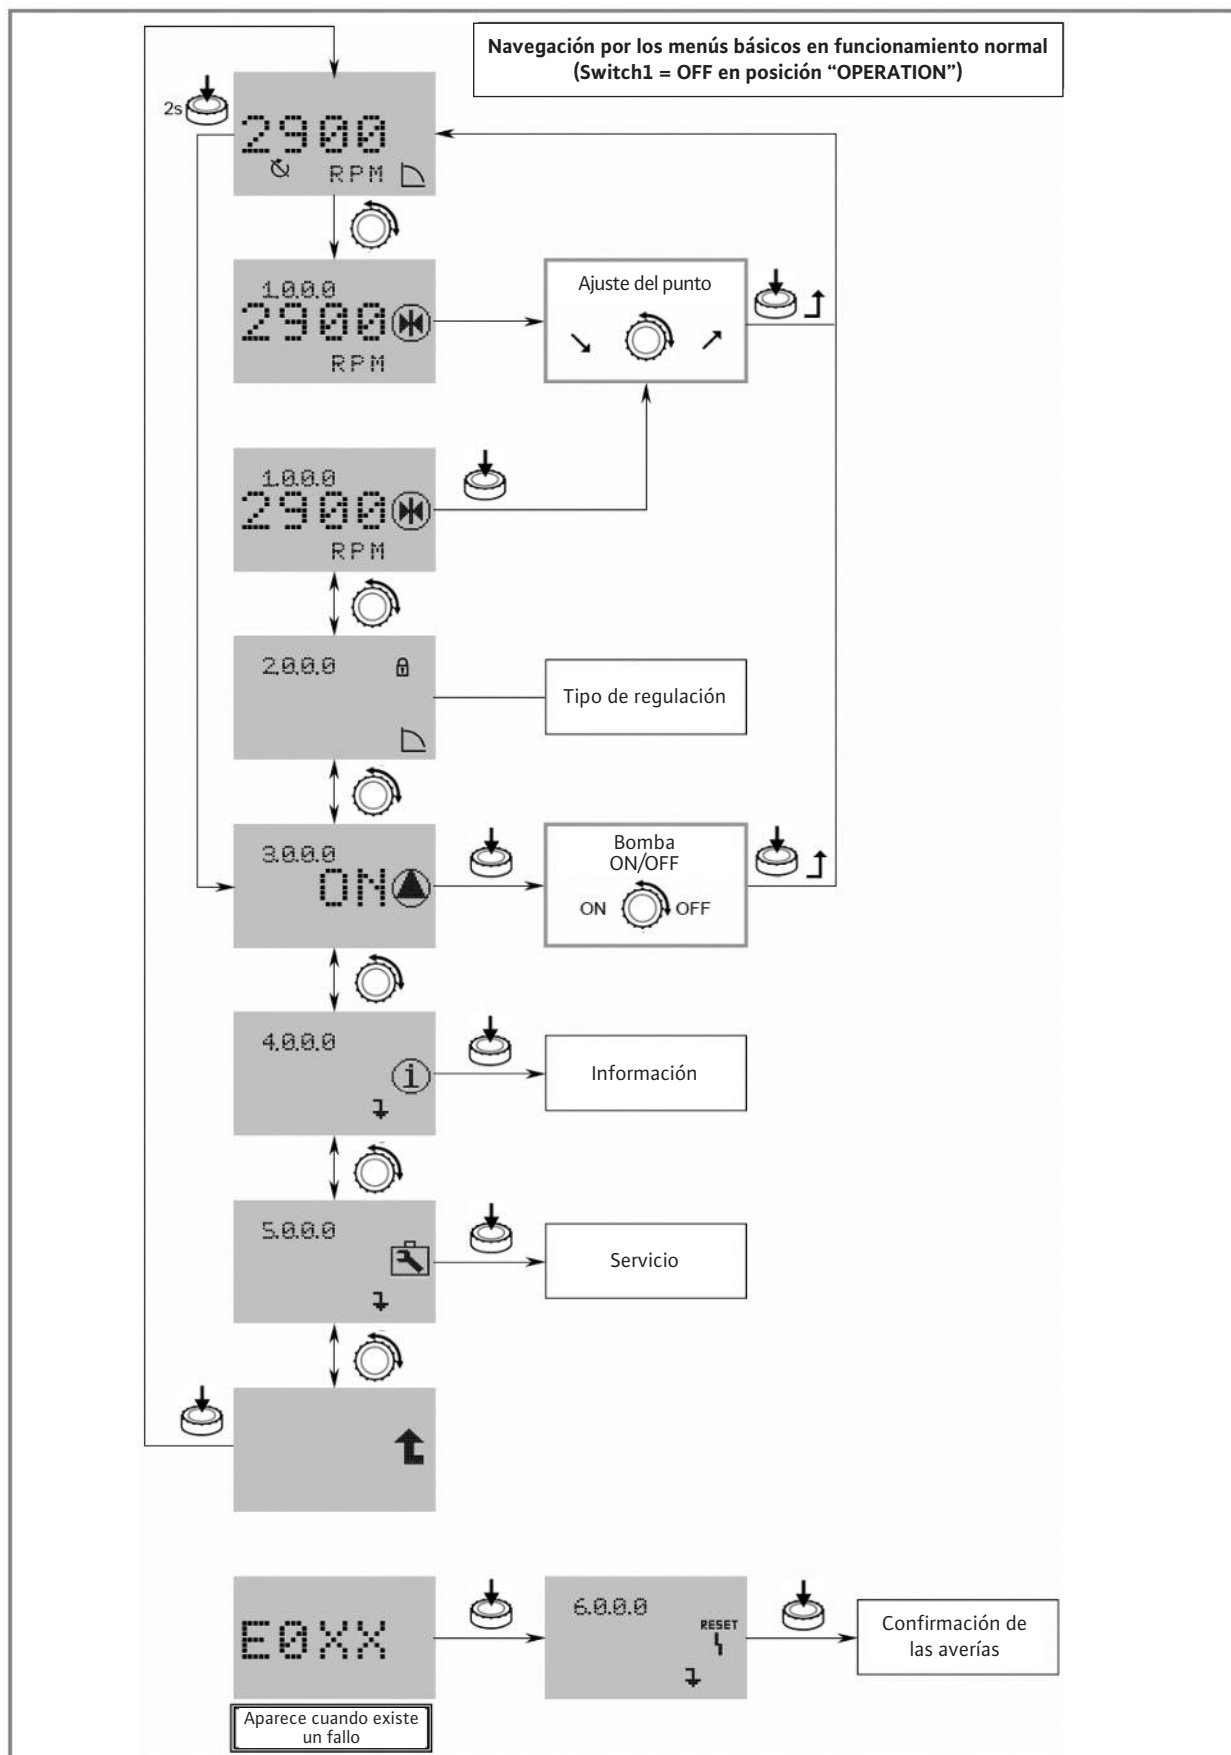 Navegación por los menús básicos en funcionamiento normal
(Switch1 = OFF en posición “OPERATION”)
2s
2900
RPM
1.0.0.0
2900
RPM
Ajuste del punto
1.0.0.0
2900
RPM
2.0.0.0
Tipo de regulación
3.0.0.0
ON
Bomba
ON/OFF
ON OFF
4.0.0.0
i
Información
5.0.0.0
Servicio
E0XX
6.0.0.0
RESET
Confirmación de
las averías
Aparece cuando existe
un fallo